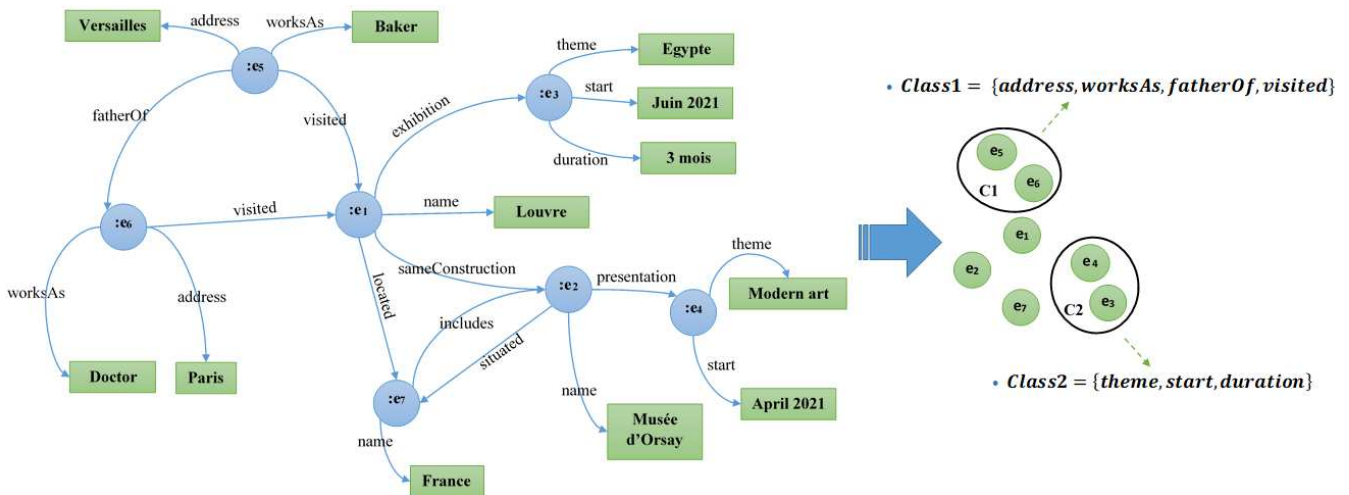 address
worksAs
Versailles
Baker
:e5
theme
Egypte
:e3
start
Juin 2021
fatherOf
visited
exhibition
duration
3 mois
:e6
visited
:e1
name
Louvre
sameConstruction
located
theme
worksAs
address
:e2
presentation
:e4
Modern art
includes
situated
start
Doctor
Paris
:e7
name
April 2021
name
Musée
d'Orsay
France
• Class1 = {address, worksAs, fatherOf, visited}
e5
e6
C1
e1
e4
e2
e3
e7
C2
• Class2 = {theme, start, duration}